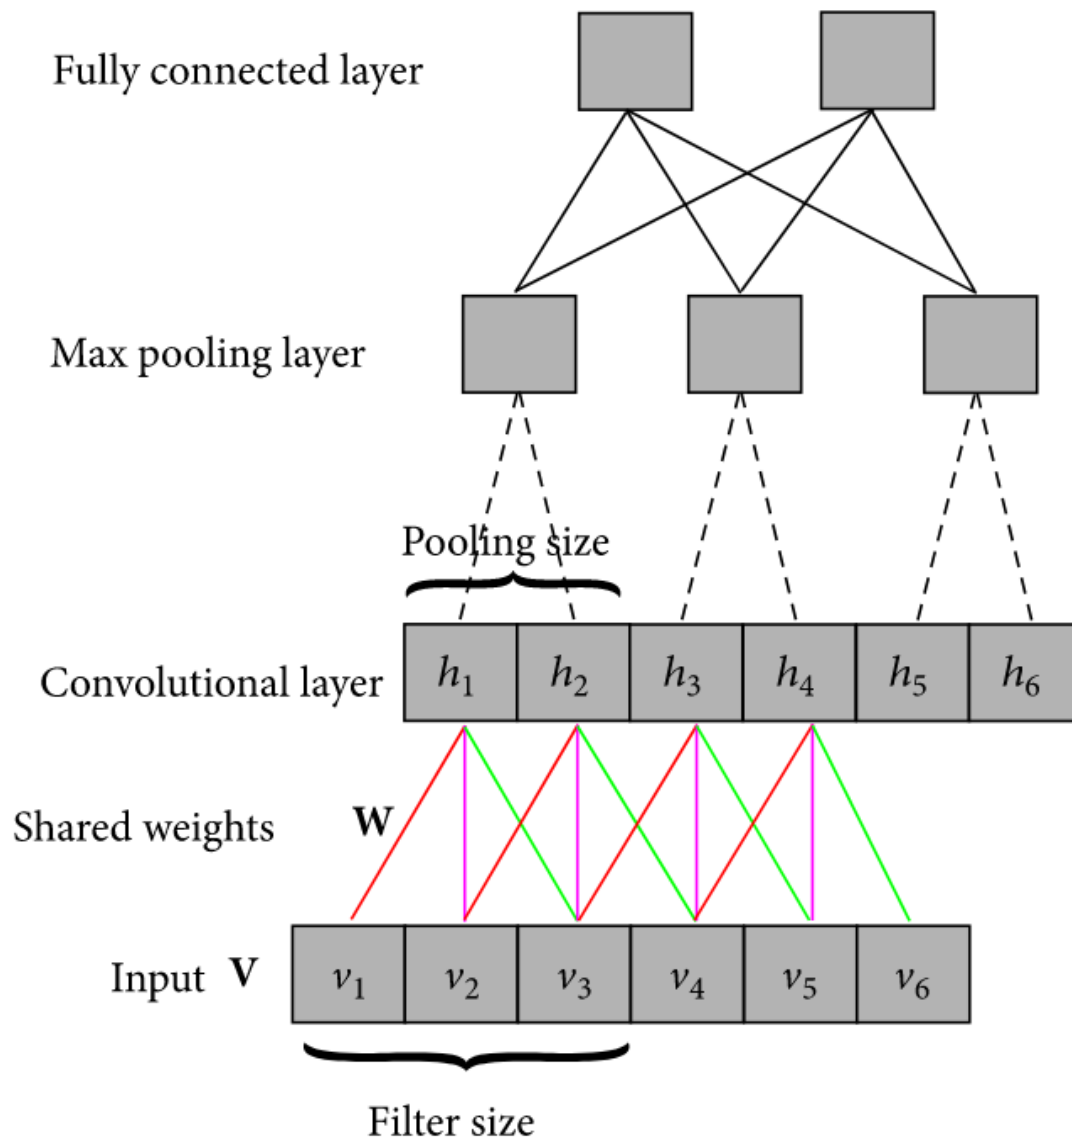 Fully connected layer
Max pooling layer
Pooling size
Convolutional layer h₁ h₂ h₃ h₄ h₅ h₆
Shared weights W
Input V v₁ v₂ v₃ v₄ v₅ v₆
Filter size